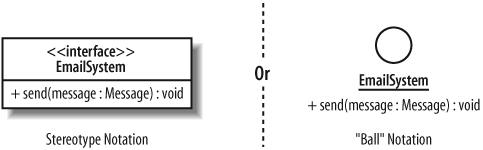 <<interface>>
EmailSystem
+ send(message : Message) : void
Stereotype Notation
Or
EmailSystem
+ send(message : Message) : void
"Ball" Notation